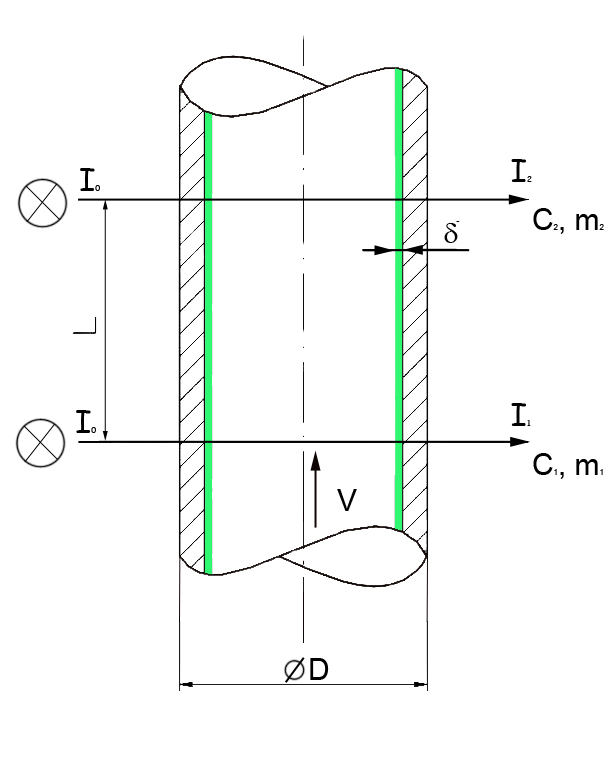 I₀ I₂
C₂, m₂
δ
L
I₀ I₁
C₁, m₁
V
⌀D